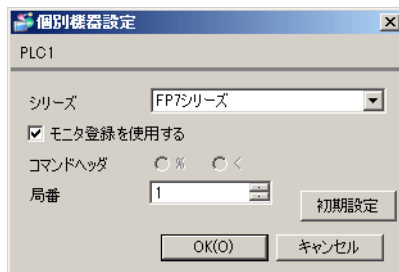 個別機器設定
PLC1
シリーズ FP7シリーズ
モニタ登録を使用する
コマンドヘッダ % <
局番 1
初期設定
OK(O) キャンセル